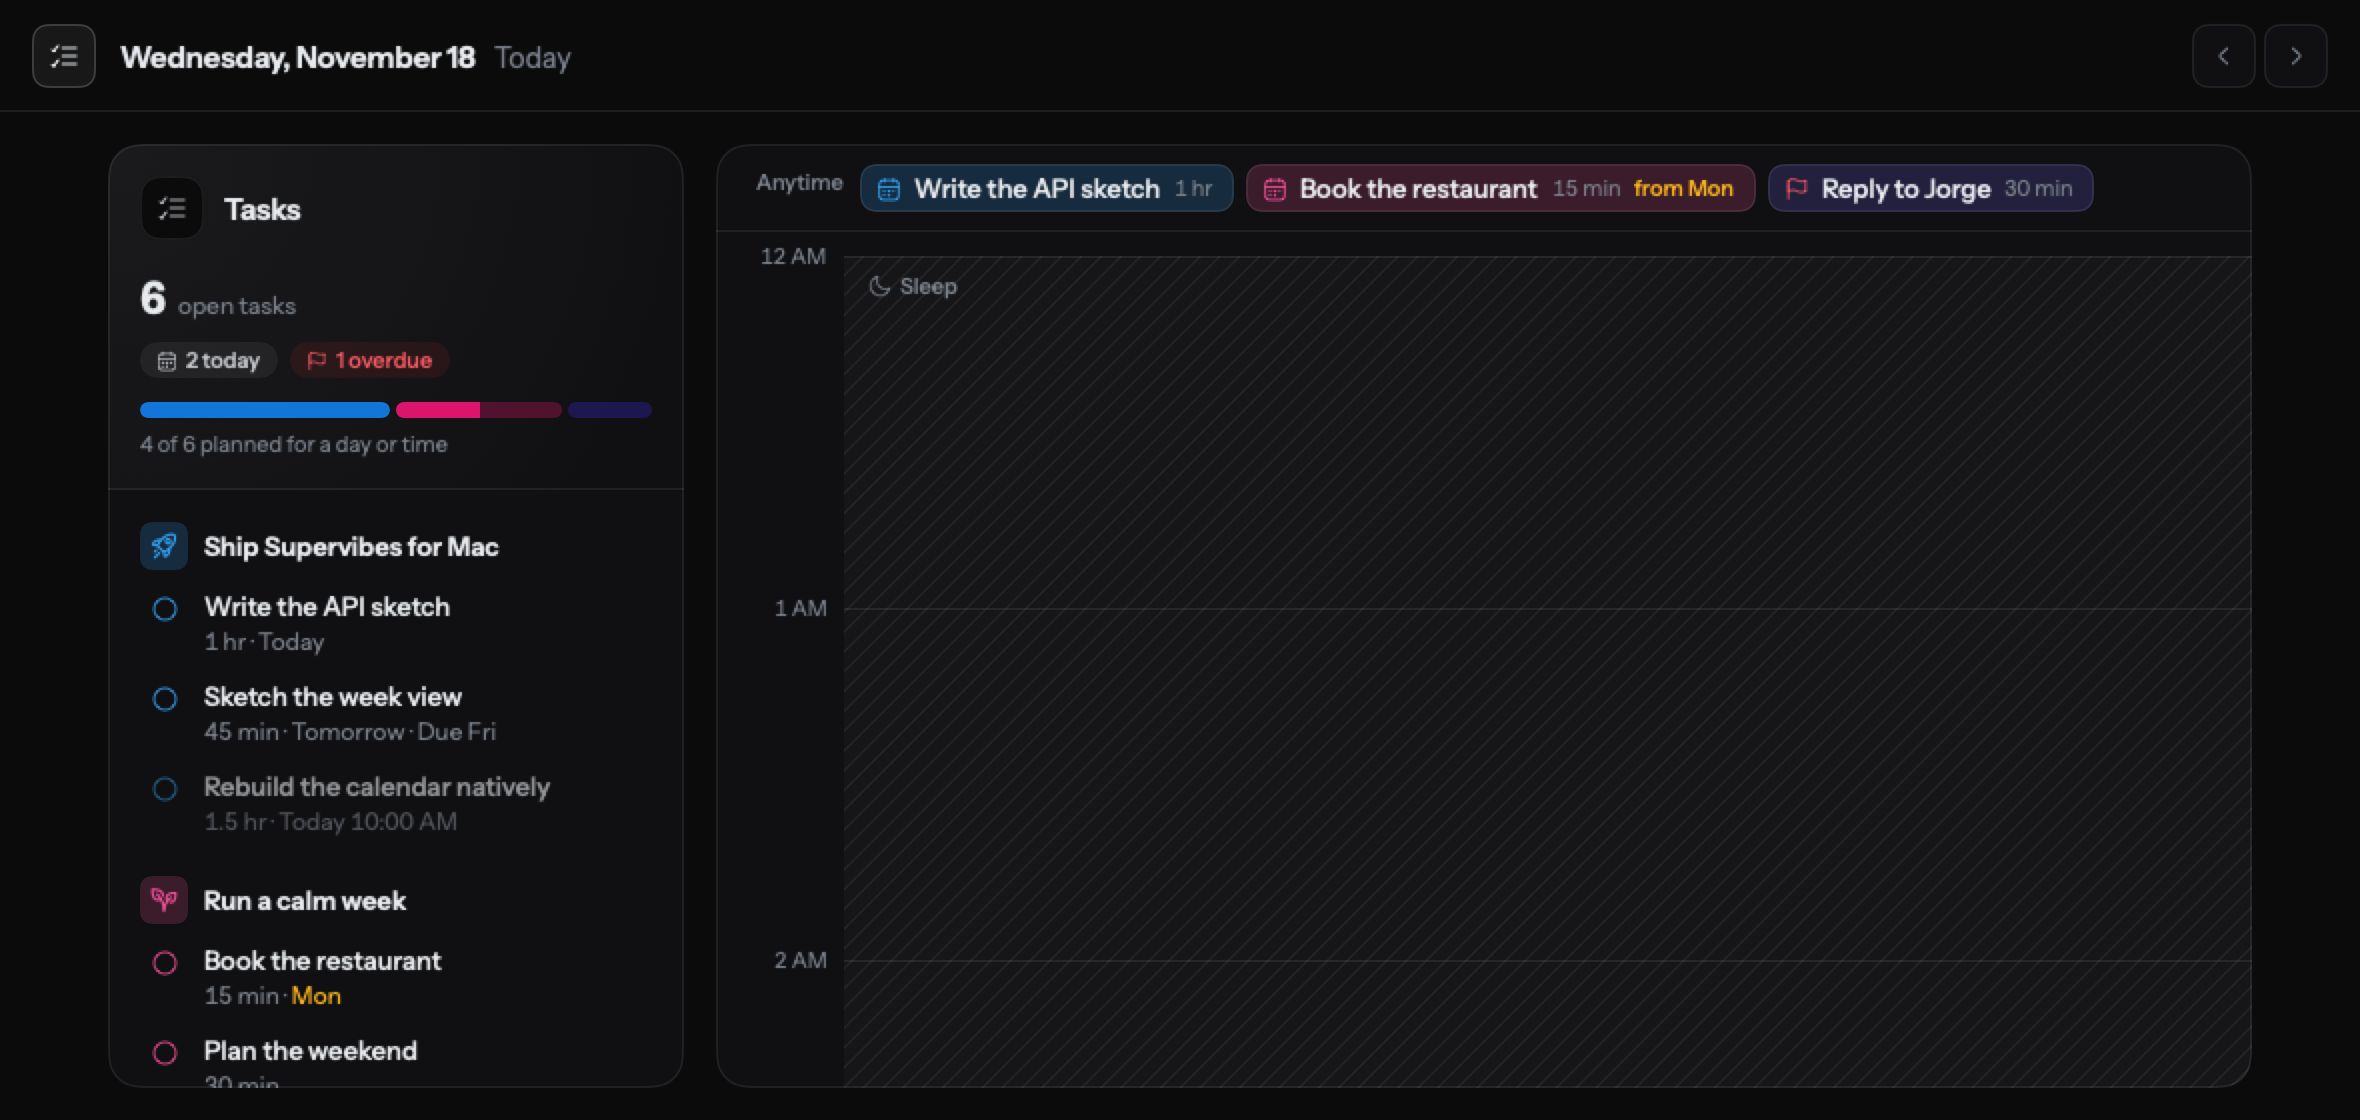 Wednesday, November 18 Today
Tasks
6 open tasks
2 today 1 overdue
4 of 6 planned for a day or time
Ship Supervibes for Mac
Write the API sketch
1 hr · Today
Sketch the week view
45 min · Tomorrow · Due Fri
Rebuild the calendar natively
1.5 hr · Today 10:00 AM
Run a calm week
Book the restaurant
15 min · Mon
Plan the weekend
30 min
Anytime Write the API sketch 1 hr Book the restaurant 15 min from Mon Reply to Jorge 30 min
12 AM
Sleep
1 AM
2 AM